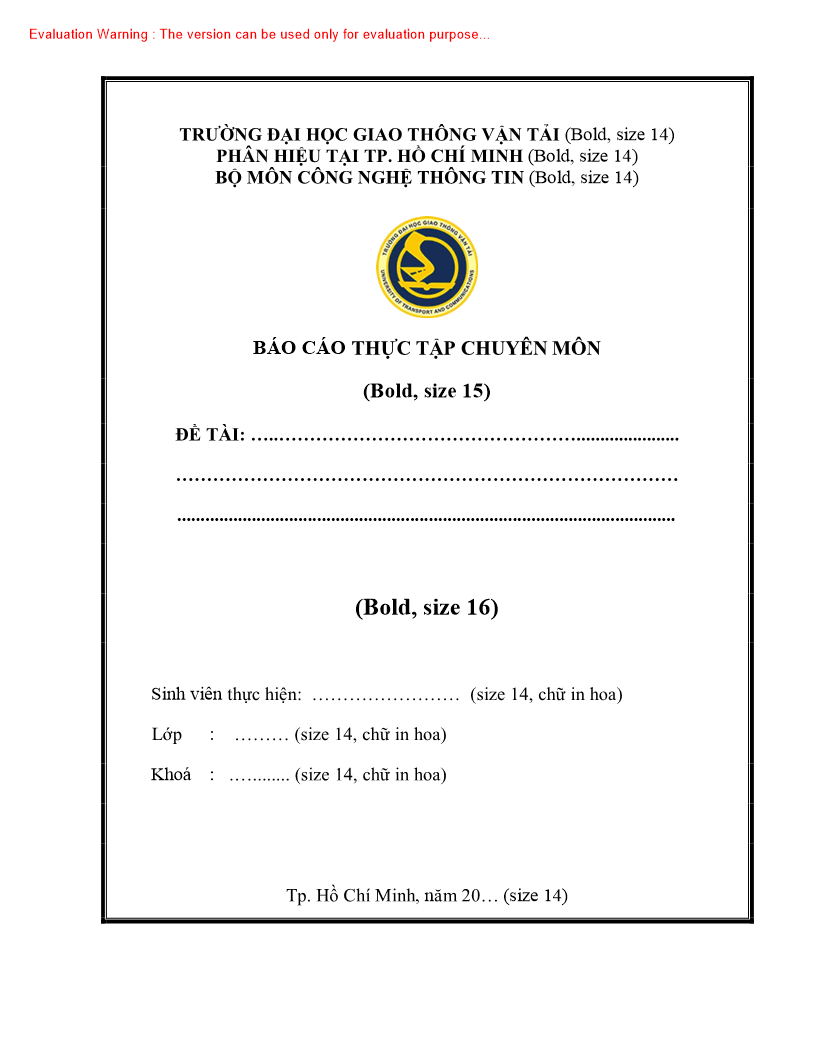 Evaluation Warning : The version can be used only for evaluation purpose...
TRƯỜNG ĐẠI HỌC GIAO THÔNG VẬN TẢI (Bold, size 14)
PHÂN HIỆU TẠI TP. HỒ CHÍ MINH (Bold, size 14)
BỘ MÔN CÔNG NGHỆ THÔNG TIN (Bold, size 14)
TRƯỜNG ĐẠI HỌC GIAO THÔNG VẬN TẢI
UNIVERSITY OF TRANSPORT AND COMMUNICATIONS
BÁO CÁO THỰC TẬP CHUYÊN MÔN
(Bold, size 15)
ĐỀ TÀI: …..…………………………………………......................
………………………………………………………………………
..........................................................................................................
(Bold, size 16)
Sinh viên thực hiện: …………………… (size 14, chữ in hoa)
Lớp : ……… (size 14, chữ in hoa)
Khoá : ….….... (size 14, chữ in hoa)
Tp. Hồ Chí Minh, năm 20… (size 14)